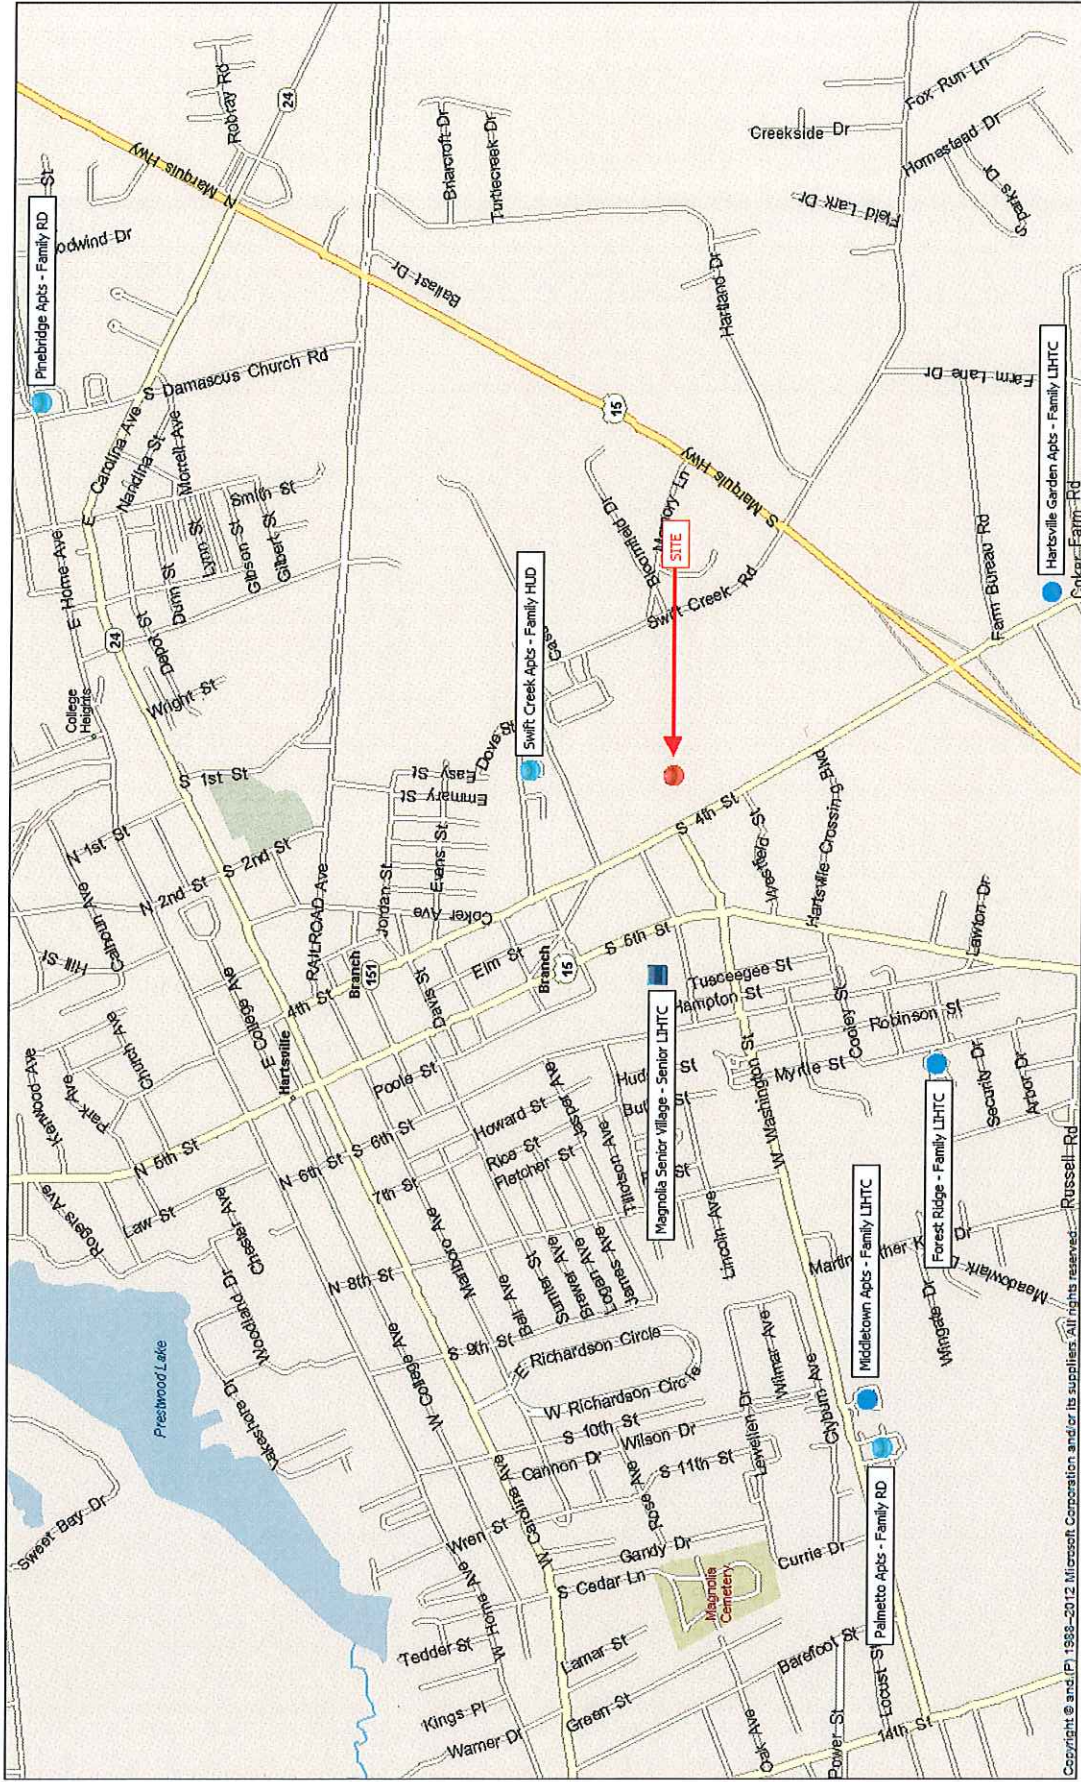 Robray Rd
24
N Marquis Hwy
St
odwind Dr
Pinebridge Apts - Family RD
Briarcroft Dr
Turtlecreek Dr
Creekside Dr
Fox Run Ln
Homestead Dr
Sparks Dr
Field Lark Dr
Ballast Dr
Hartland Dr
S Damascus Church Rd
E Carolina Ave
Nandina St
Morrell Ave
Lynn St
Smith St
Gibson St
Gilbert St
Dunn St
Depot St
Wright St
E Home Ave
24
College Heights
15
S Marquis Hwy
Farm Lane Dr
Farm Bureau Rd
Hartsville Garden Apts - Family LIHTC
Coker Farm Rd
Bloomfield Dr
Memory Ln
SITE
Swift Creek Rd
Swift Creek Apts - Family HUD
Dove St
Easy St
Emmary St
Evans St
Jordan St
Coker Ave
S 1st St
N 1st St
S 2nd St
N 2nd St
Calhoun Ave
Hill St
RAILROAD Ave
Branch
151
4th St
E College Ave
Hartsville
Church Ave
Park Ave
Kenwood Ave
Rogers Ave
N 5th St
Law St
Davis St
Elm St
Branch
15
S 5th St
S 4th St
Westfield St
Hartsville Crossing Blvd
Lawton Dr
Tuscegee St
Hampton St
Magnolia Senior Village - Senior LIHTC
Cooley St
Robinson St
Myrtle St
W Washington St
Security Dr
Arbor Dr
Russell Rd
Forest Ridge - Family LIHTC
Poole St
S 6th St
N 6th St
7th St
Howard St
Jasper Ave
Rice St
Fletcher St
Tillotson Ave
Lincoln Ave
Marlboro Ave
Ball Ave
Sumter St
Brewer Ave
Logan Ave
James Ave
N 8th St
S 9th St
Chesler Ave
Woodland Dr
Lakeshore Dr
Prestwood Lake
Sweet Bay Dr
W College Ave
W Carolina Ave
W Home Ave
E Richardson Circle
W Richardson Circle
S 10th St
Wilson Dr
Cannon Dr
S 11th St
Rose Ave
Lewellen Dr
Wilmar Ave
Clyburn Ave
Middletown Apts - Family LIHTC
Palmetto Apts - Family RD
Wingate Dr
Meadowlark Dr
Wren St
Gandy Dr
S Cedar Ln
Magnolia Cemetery
Currie Dr
Tedder St
Lamar St
Kings Pl
Warner Dr
Green St
Barefoot St
Oak Ave
Power St
Locust St
14th St
Copyright © and (P) 1988–2012 Microsoft Corporation and/or its suppliers. All rights reserved.